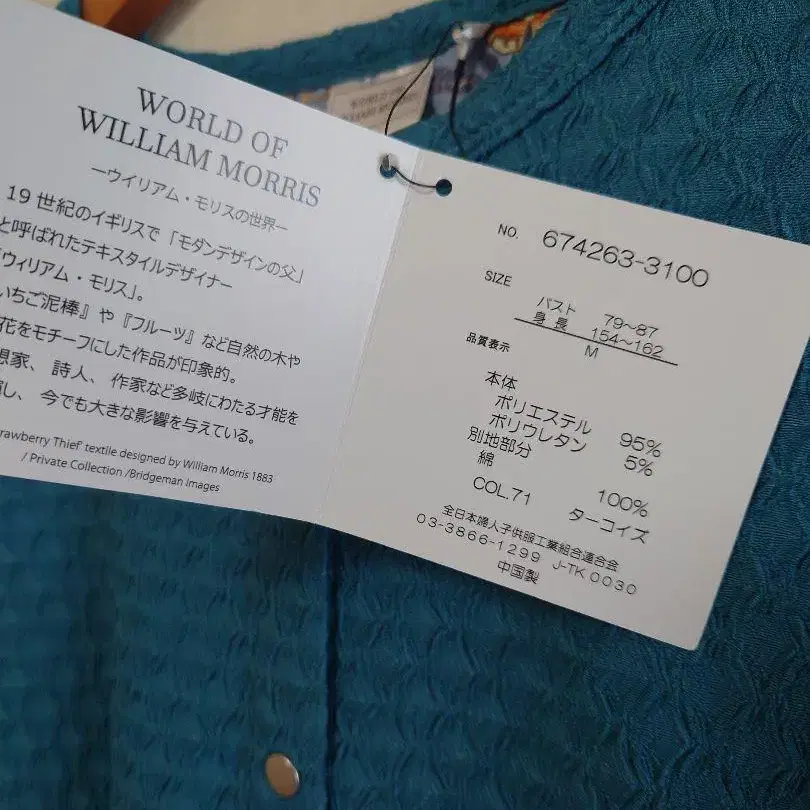 WORLD OF
WILLIAM MORRIS
ーウイリアム・モリスの世界ー
19世紀のイギリスで「モダンデザインの父」
と呼ばれたテキスタイルデザイナー
ウィリアム・モリス」。
いちご泥棒』や『フルーツ』など自然の木や
花をモチーフにした作品が印象的。
想家、詩人、作家など多岐にわたる才能を
し、今でも大きな影響を与えている。
rawberry Thief' textile designed by William Morris 1883
/ Private Collection /Bridgeman Images
WORLD OF
WILLIAM MORRIS
NO. 674263-3100
SIZE
バスト 79～87
身長 154～162
M
品質表示
本体
ポリエステル 95%
ポリウレタン 5%
別地部分
綿 100%
COL.71 ターコイズ
全日本婦人子供服工業組合連合会
03-3866-1299 J-TK0030
中国製